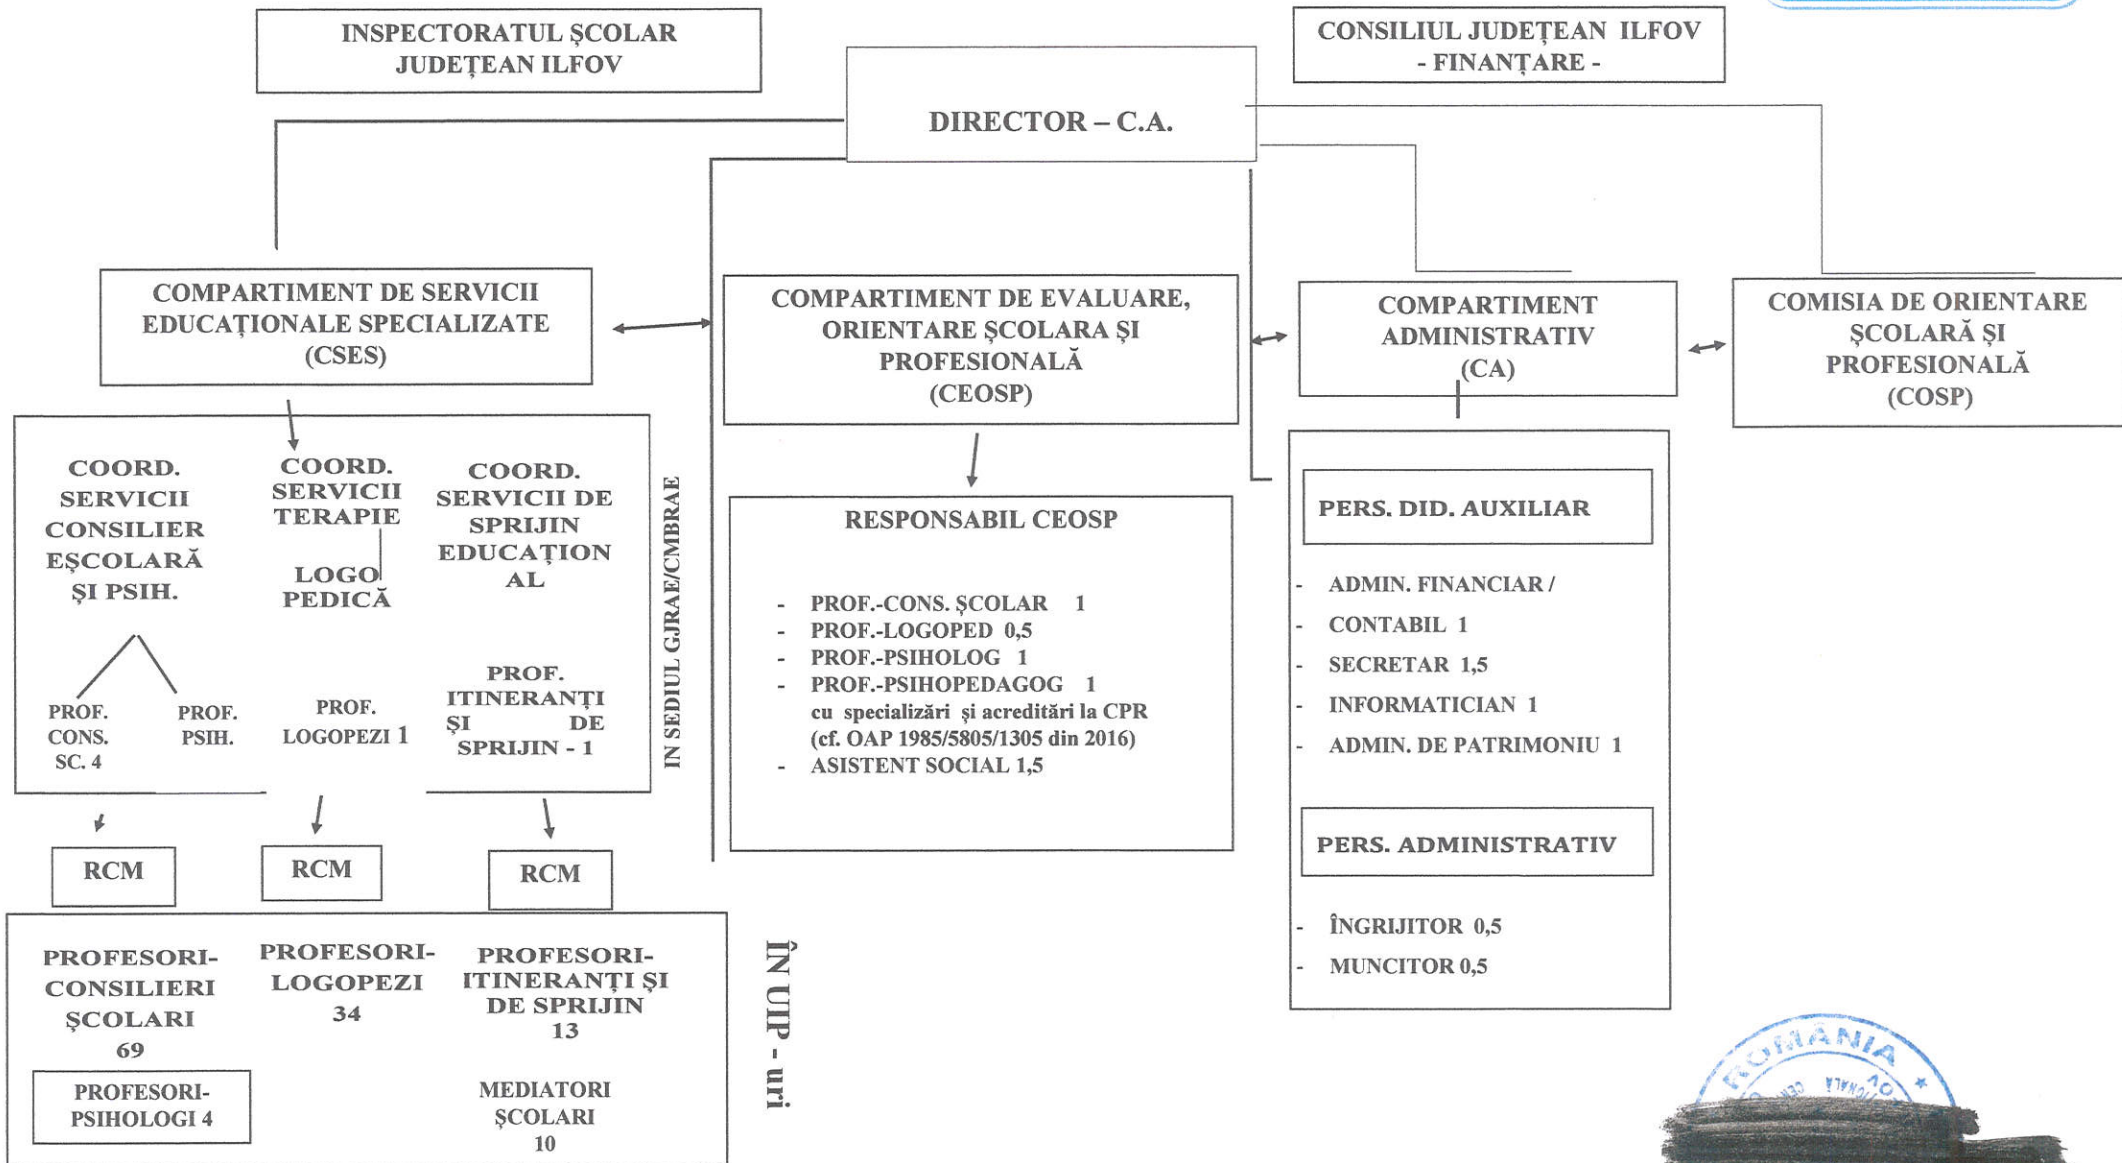 INSPECTORATUL ȘCOLAR
JUDEȚEAN ILFOV
CONSILIUL JUDEȚEAN ILFOV
- FINANȚARE -
DIRECTOR – C.A.
COMPARTIMENT DE SERVICII
EDUCAȚIONALE SPECIALIZATE
(CSES)
COMPARTIMENT DE EVALUARE,
ORIENTARE ȘCOLARA ȘI
PROFESIONALĂ
(CEOSP)
COMPARTIMENT
ADMINISTRATIV
(CA)
COMISIA DE ORIENTARE
ȘCOLARĂ ȘI
PROFESIONALĂ
(COSP)
COORD.
SERVICII
CONSILIER
EȘCOLARĂ
ȘI PSIH.
COORD.
SERVICII
TERAPIE
LOGO
PEDICĂ
COORD.
SERVICII DE
SPRIJIN
EDUCAȚION
AL
PROF.
CONS.
SC. 4
PROF.
PSIH.
PROF.
LOGOPEZI 1
PROF.
ITINERANȚI
ȘI DE
SPRIJIN - 1
IN SEDIUL GJRAE/CMBRAE
RESPONSABIL CEOSP
- PROF.-CONS. ȘCOLAR 1
- PROF.-LOGOPED 0,5
- PROF.-PSIHOLOG 1
- PROF.-PSIHOPEDAGOG 1
cu specializări și acreditări la CPR
(cf. OAP 1985/5805/1305 din 2016)
- ASISTENT SOCIAL 1,5
PERS. DID. AUXILIAR
- ADMIN. FINANCIAR /
- CONTABIL 1
- SECRETAR 1,5
- INFORMATICIAN 1
- ADMIN. DE PATRIMONIU 1
PERS. ADMINISTRATIV
- ÎNGRIJITOR 0,5
- MUNCITOR 0,5
RCM
RCM
RCM
PROFESORI-
CONSILIERI
ȘCOLARI
69
PROFESORI-
PSIHOLOGI 4
PROFESORI-
LOGOPEZI
34
PROFESORI-
ITINERANȚI ȘI
DE SPRIJIN
13
MEDIATORI
ȘCOLARI
10
ÎN UIP - uri
ROMÂNIA